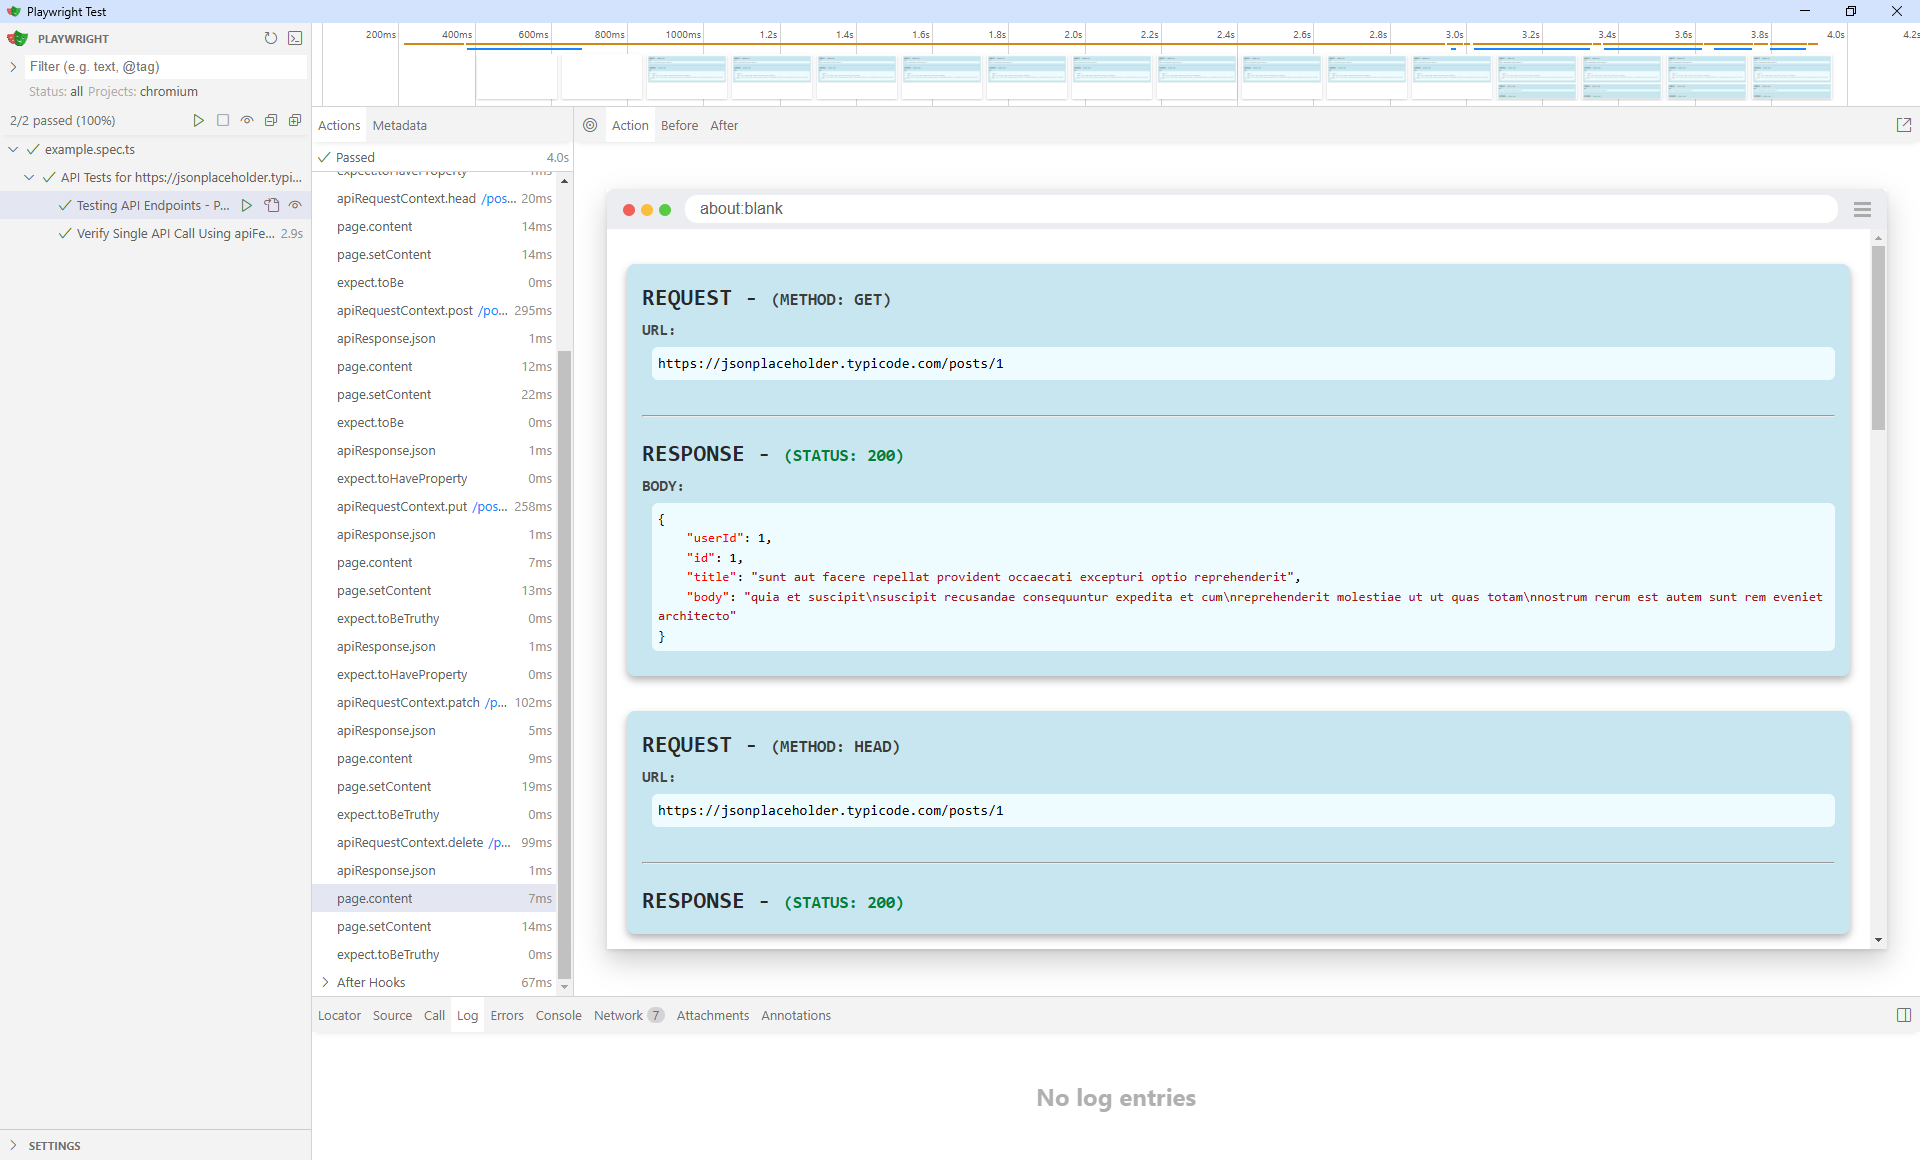 Playwright Test
PLAYWRIGHT
Filter (e.g. text, @tag)
Status: all Projects: chromium
2/2 passed (100%)
example.spec.ts
API Tests for https://jsonplaceholder.typi...
Testing API Endpoints - P...
Verify Single API Call Using apiFe... 2.9s
SETTINGS
200ms 400ms 600ms 800ms 1000ms 1.2s 1.4s 1.6s 1.8s 2.0s 2.2s 2.4s 2.6s 2.8s 3.0s 3.2s 3.4s 3.6s 3.8s 4.0s 4.2s
Actions Metadata
Passed 4.0s
expect.toHaveProperty 1ms
apiRequestContext.head /pos... 20ms
page.content 14ms
page.setContent 14ms
expect.toBe 0ms
apiRequestContext.post /po... 295ms
apiResponse.json 1ms
page.content 12ms
page.setContent 22ms
expect.toBe 0ms
apiResponse.json 1ms
expect.toHaveProperty 0ms
apiRequestContext.put /pos... 258ms
apiResponse.json 1ms
page.content 7ms
page.setContent 13ms
expect.toBeTruthy 0ms
apiResponse.json 1ms
expect.toHaveProperty 0ms
apiRequestContext.patch /p... 102ms
apiResponse.json 5ms
page.content 9ms
page.setContent 19ms
expect.toBeTruthy 0ms
apiRequestContext.delete /p... 99ms
apiResponse.json 1ms
page.content 7ms
page.setContent 14ms
expect.toBeTruthy 0ms
After Hooks 67ms
Action Before After
about:blank
REQUEST - (METHOD: GET)
URL:
https://jsonplaceholder.typicode.com/posts/1
RESPONSE - (STATUS: 200)
BODY:
{
"userId": 1,
"id": 1,
"title": "sunt aut facere repellat provident occaecati excepturi optio reprehenderit",
"body": "quia et suscipit\nsuscipit recusandae consequuntur expedita et cum\nreprehenderit molestiae ut ut quas totam\nnostrum rerum est autem sunt rem eveniet
architecto"
}
REQUEST - (METHOD: HEAD)
URL:
https://jsonplaceholder.typicode.com/posts/1
RESPONSE - (STATUS: 200)
Locator Source Call Log Errors Console Network 7 Attachments Annotations
No log entries